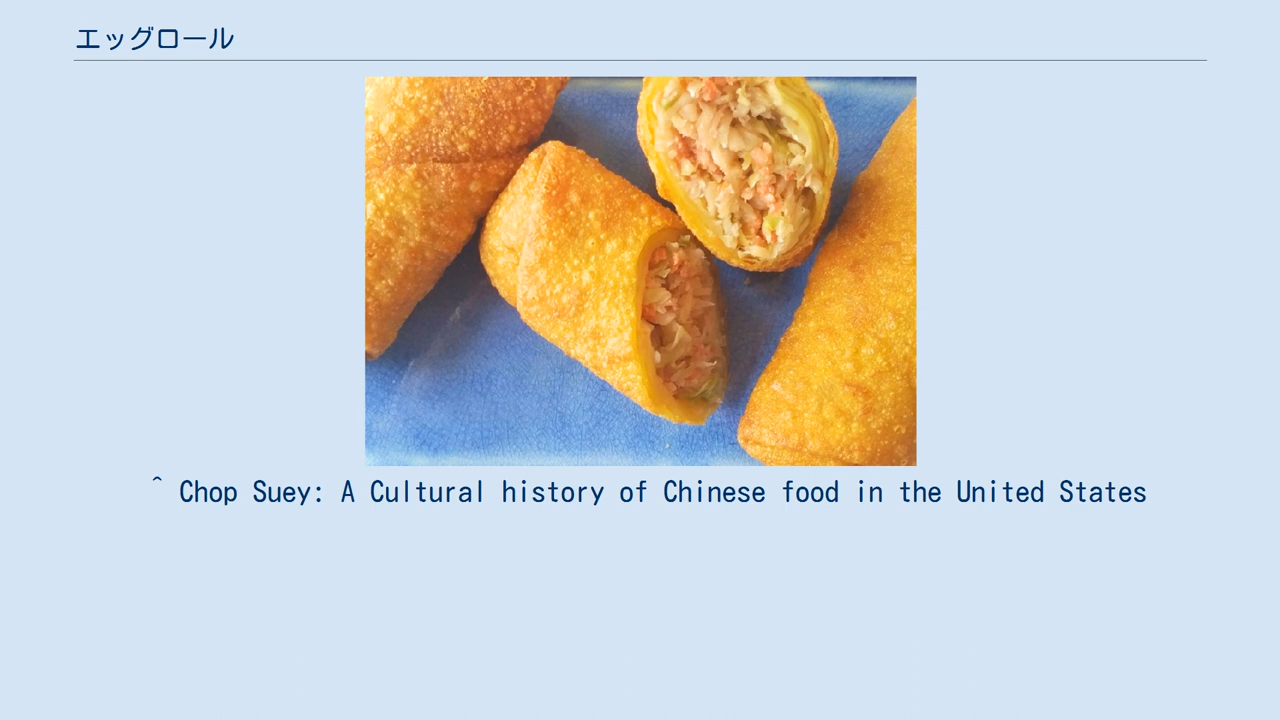 エッグロール
^ Chop Suey: A Cultural history of Chinese food in the United States